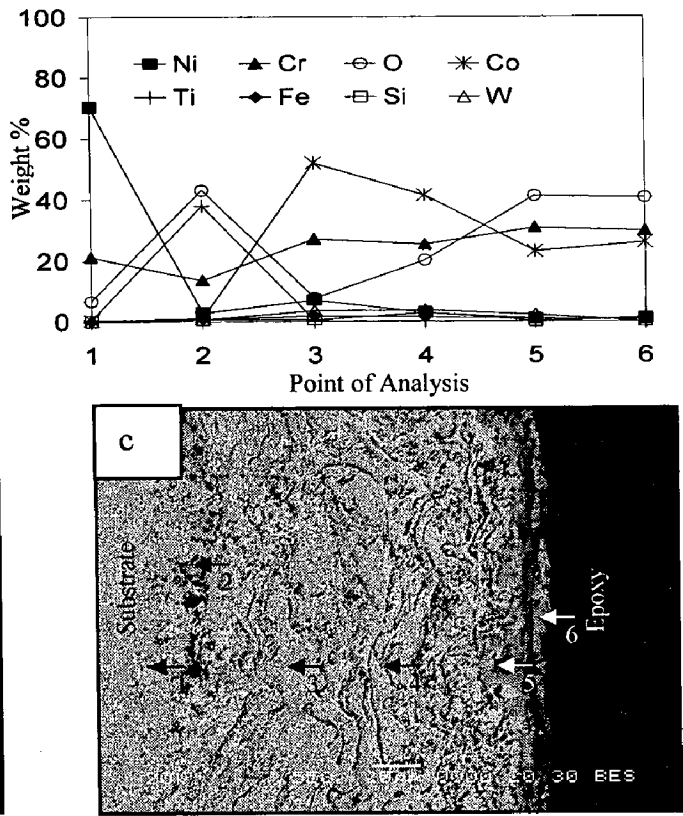 100
80
60
40
20
0
Weight %
Ni Cr O Co
Ti Fe Si W
1 2 3 4 5 6
Point of Analysis
c
Substrate
Epoxy
2
1 3 4 5
6
30 BES